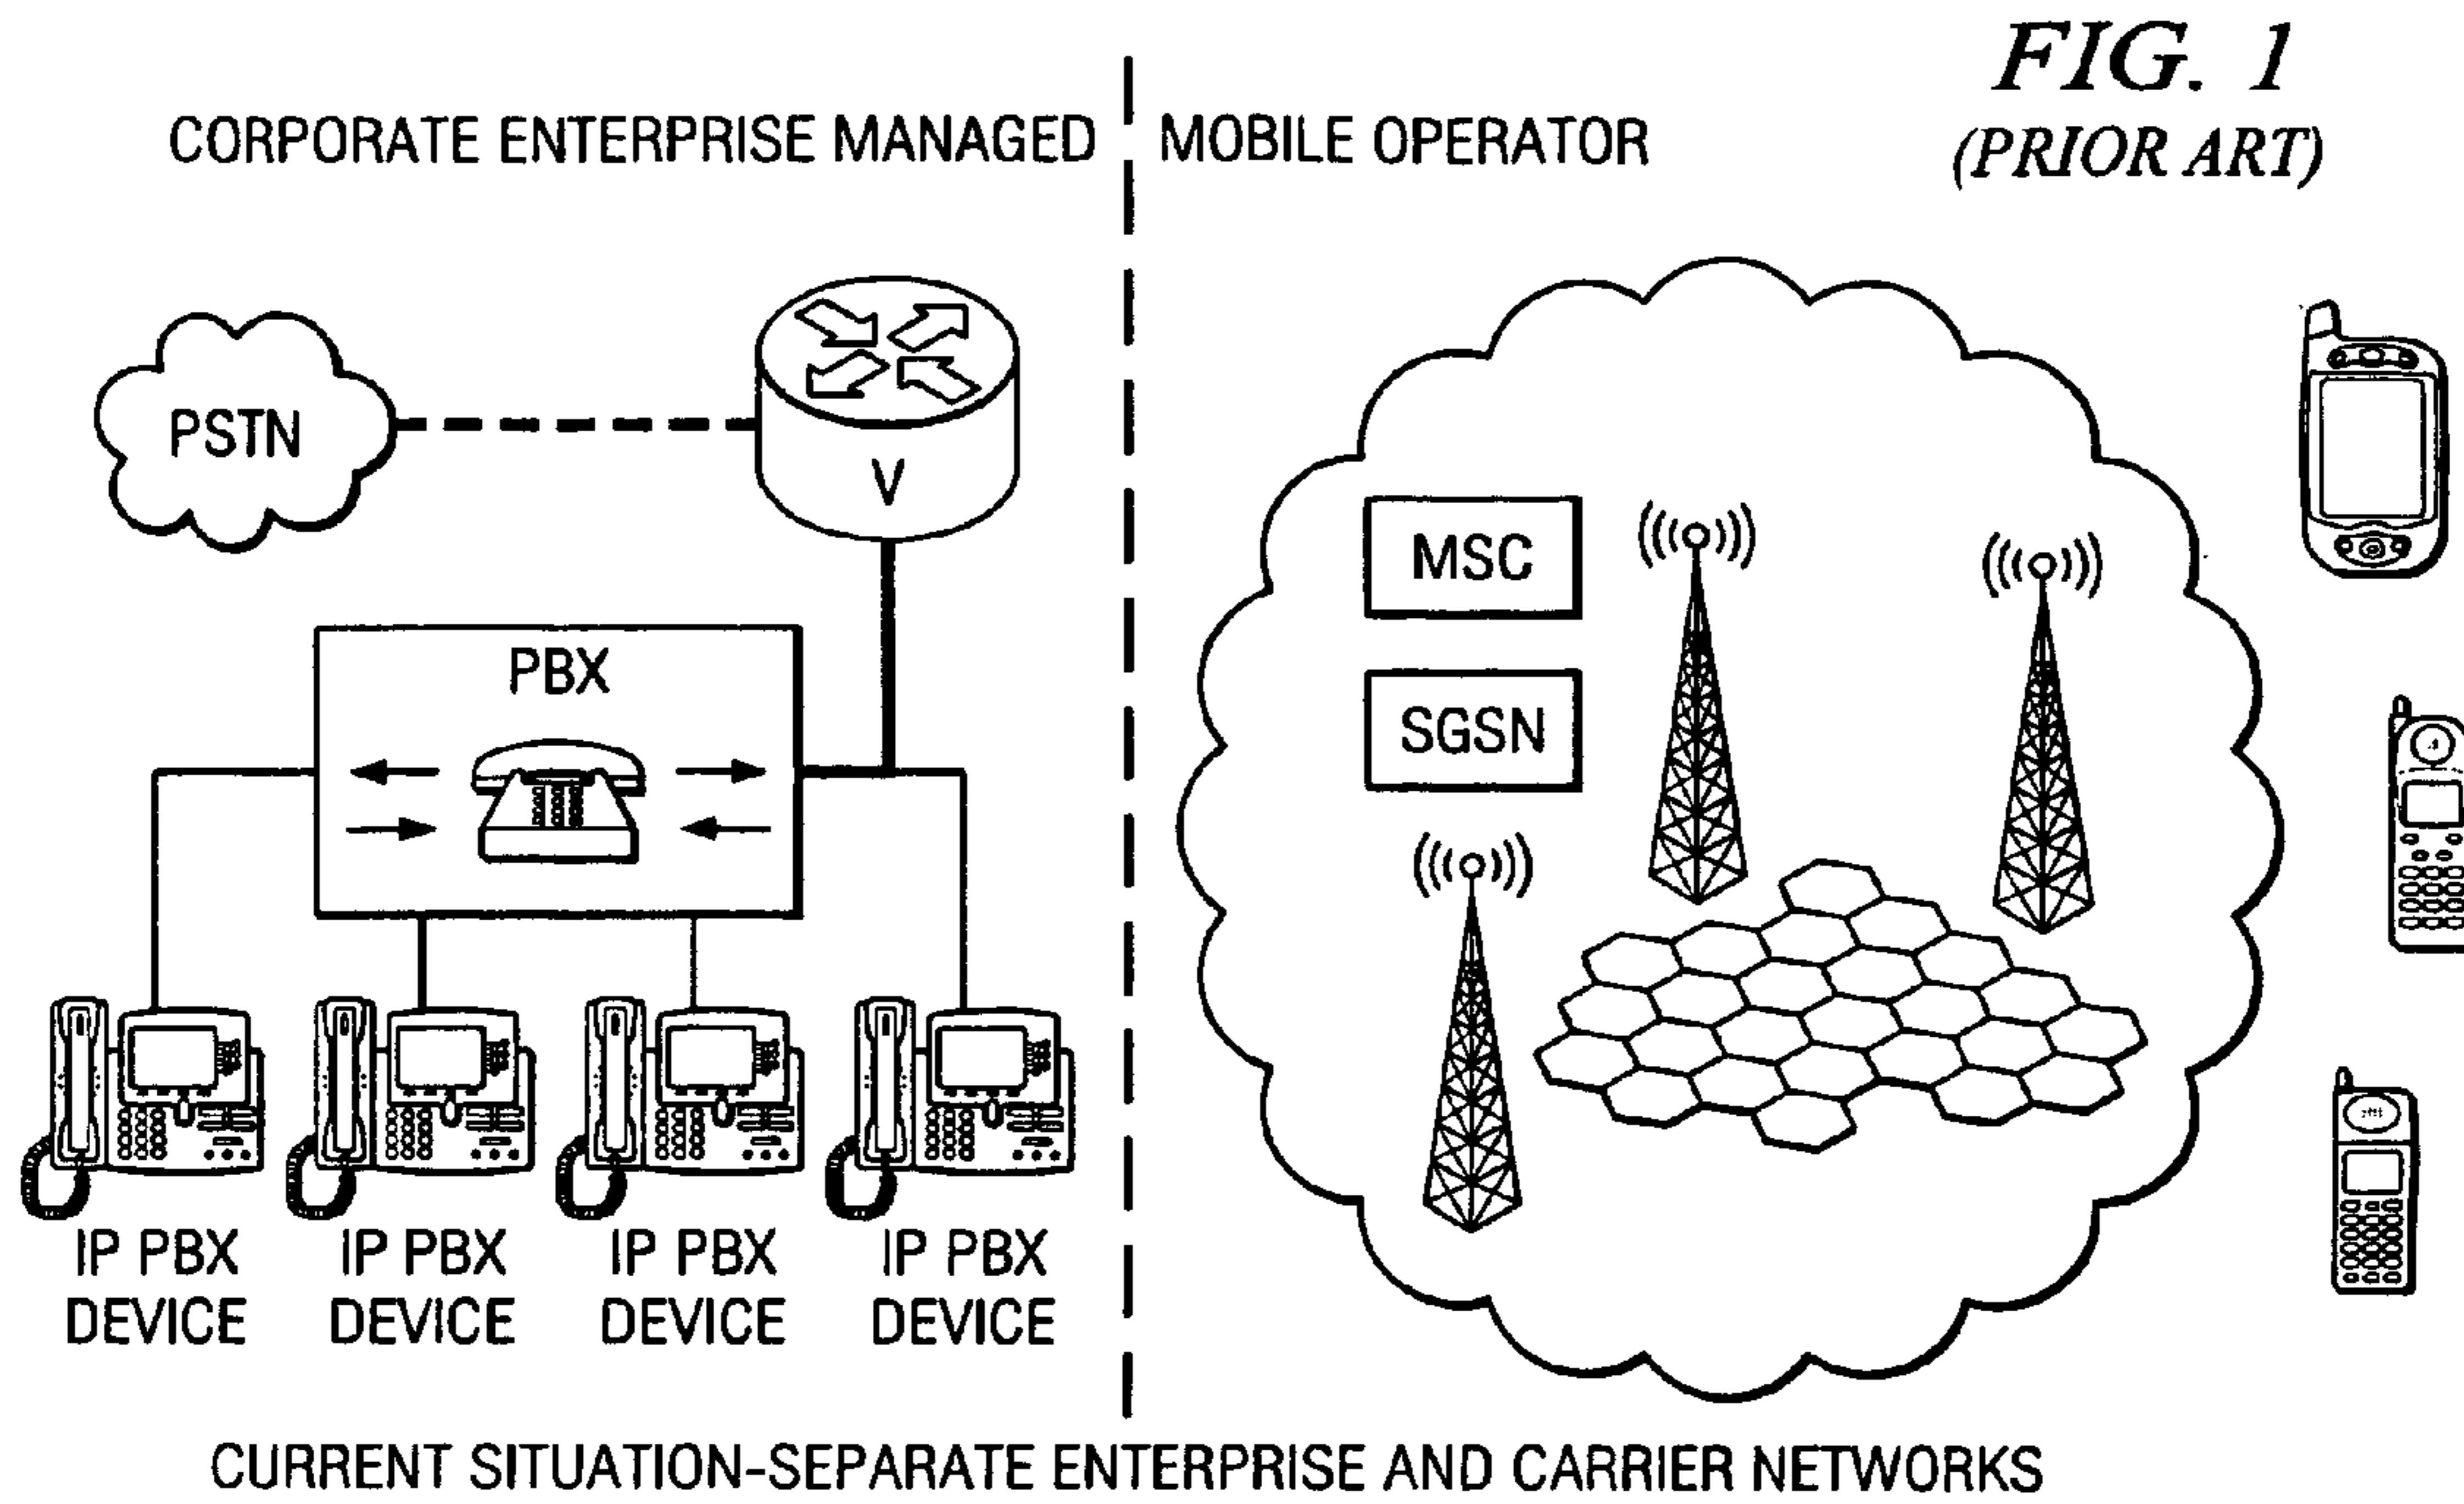 FIG. 1
(PRIOR ART)
CORPORATE ENTERPRISE MANAGED
MOBILE OPERATOR
PSTN
V
MSC
SGSN
PBX
IP PBX
DEVICE
IP PBX
DEVICE
IP PBX
DEVICE
IP PBX
DEVICE
CURRENT SITUATION-SEPARATE ENTERPRISE AND CARRIER NETWORKS